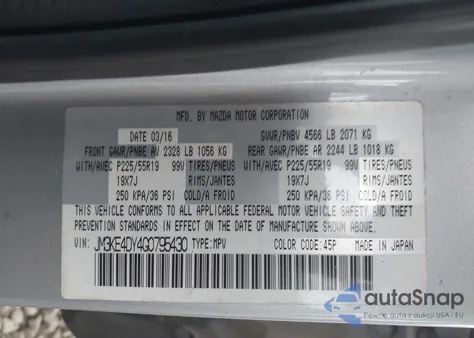 MFD. BY MAZDA MOTOR CORPORATION
DATE 03/16 GVWR/PNBV 4566 LB 2071 KG
FRONT GAWR/PNBE AV 2328 LB 1056 KG REAR GAWR/PNBE AR 2244 LB 1018 KG
WITH/AVEC P225/55R19 99V TIRES/PNEUS WITH/AVEC P225/55R19 99V TIRES/PNEUS
19X7J RIMS/JANTES 19X7J RIMS/JANTES
250 KPA/36 PSI COLD/A FROID 250 KPA/36 PSI COLD/A FROID
THIS VEHICLE CONFORMS TO ALL APPLICABLE FEDERAL MOTOR VEHICLE SAFETY AND THEFT
PREVENTION STANDARDS IN EFFECT ON THE DATE OF MANUFACTURE SHOWN ABOVE.
VIN: JM3KE4DY4G0795430 TYPE:MPV COLOR CODE:45P MADE IN JAPAN
autoSnap
VEHICLES FROM USA I EU